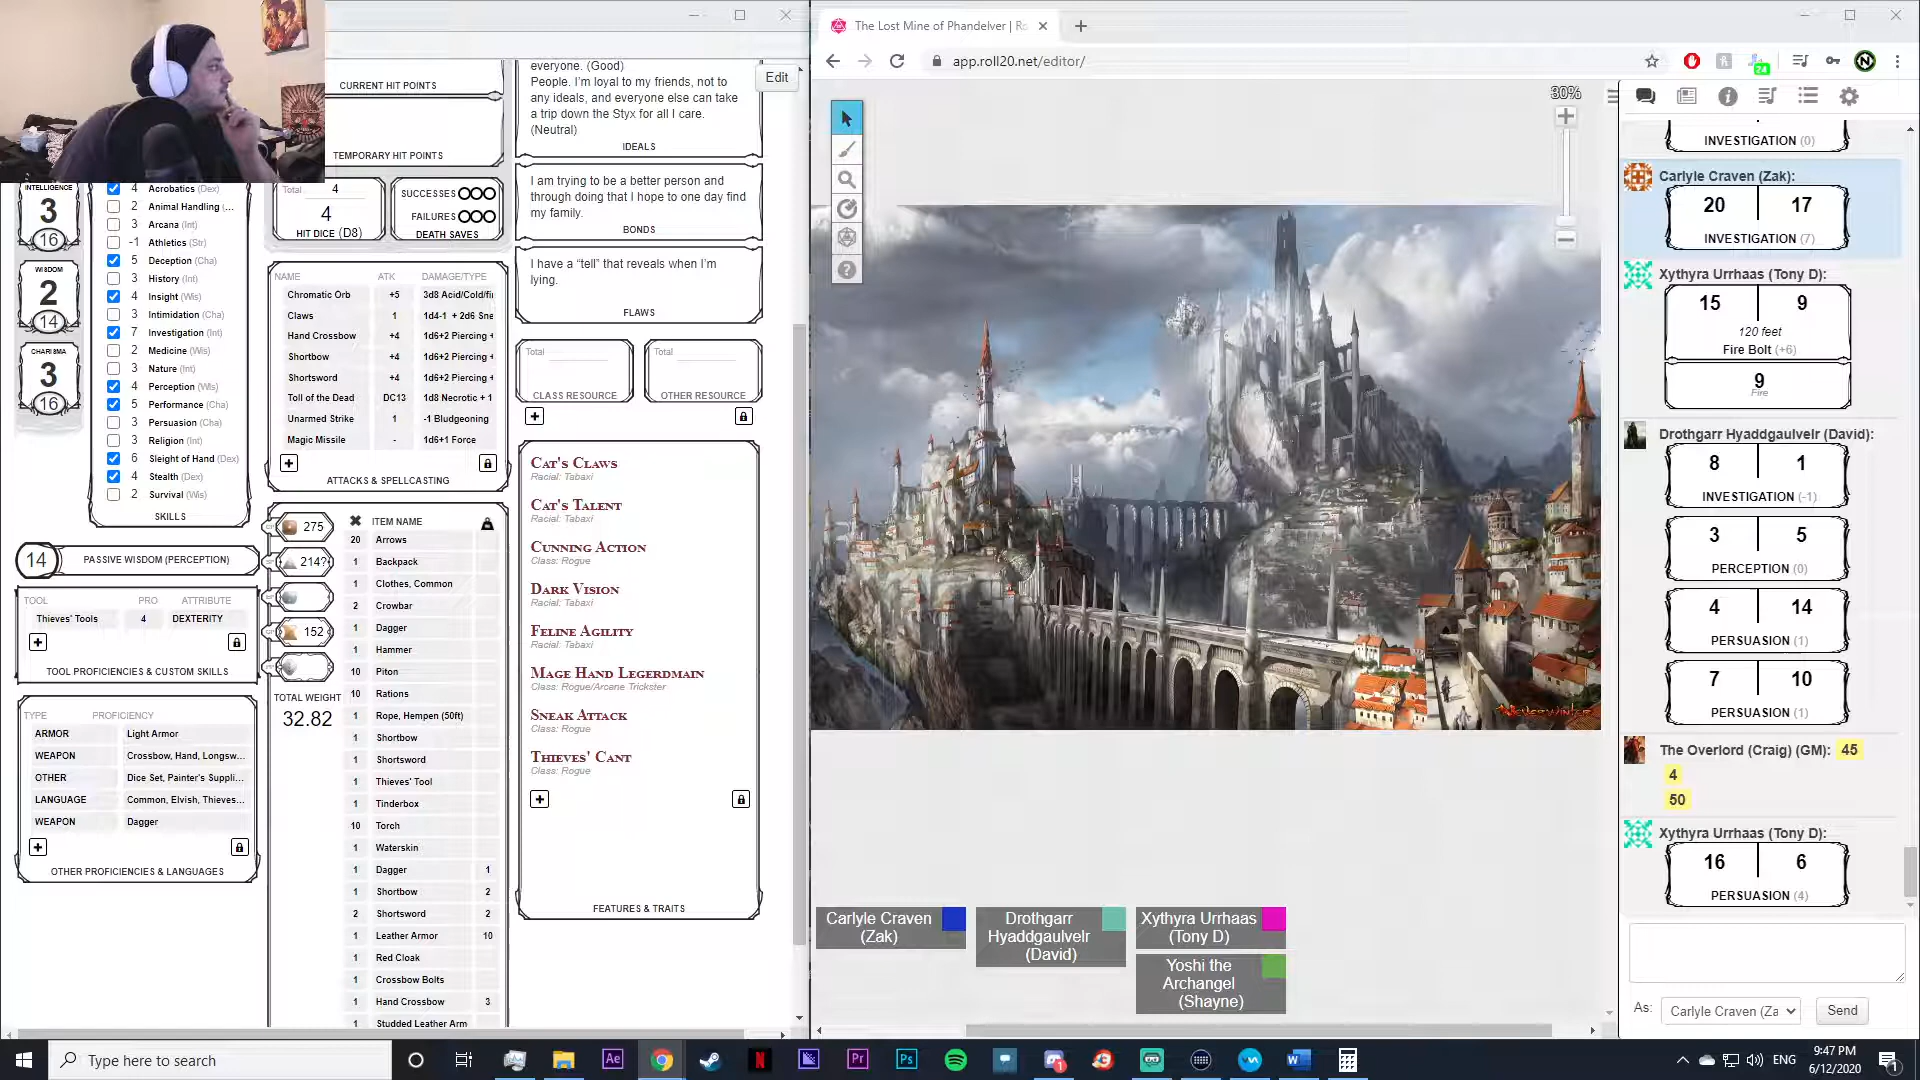 CURRENT HIT POINTS
TEMPORARY HIT POINTS
INTELLIGENCE
3
16
WISDOM
2
14
CHARISMA
3
16
4 Acrobatics (Dex)
2 Animal Handling (...
3 Arcana (Int)
-1 Athletics (Str)
5 Deception (Cha)
3 History (Int)
4 Insight (Wis)
3 Intimidation (Cha)
7 Investigation (Int)
2 Medicine (Wis)
3 Nature (Int)
4 Perception (Wis)
5 Performance (Cha)
3 Persuasion (Cha)
3 Religion (Int)
6 Sleight of Hand (Dex)
4 Stealth (Dex)
2 Survival (Wis)
SKILLS
14 PASSIVE WISDOM (PERCEPTION)
TOOL PRO ATTRIBUTE
Thieves' Tools 4 DEXTERITY
TOOL PROFICIENCIES & CUSTOM SKILLS
TYPE PROFICIENCY
ARMOR Light Armor
WEAPON Crossbow, Hand, Longsw...
OTHER Dice Set, Painter's Suppli...
LANGUAGE Common, Elvish, Thieves...
WEAPON Dagger
OTHER PROFICIENCIES & LANGUAGES
Total 4
4
HIT DICE (D8)
SUCCESSES
FAILURES
DEATH SAVES
NAME ATK DAMAGE/TYPE
Chromatic Orb +5 3d8 Acid/Cold/fi
Claws 1 1d4-1 + 2d6 Sne
Hand Crossbow +4 1d6+2 Piercing +
Shortbow +4 1d6+2 Piercing +
Shortsword +4 1d6+2 Piercing +
Toll of the Dead DC13 1d8 Necrotic + 1
Unarmed Strike 1 -1 Bludgeoning
Magic Missile - 1d6+1 Force
ATTACKS & SPELLCASTING
275
214?
152
TOTAL WEIGHT
32.82
ITEM NAME
20 Arrows
1 Backpack
1 Clothes, Common
2 Crowbar
1 Dagger
1 Hammer
10 Piton
10 Rations
1 Rope, Hempen (50ft)
1 Shortbow
1 Shortsword
1 Thieves' Tool
1 Tinderbox
10 Torch
1 Waterskin
1 Dagger 1
1 Shortbow 2
2 Shortsword 2
1 Leather Armor 10
1 Red Cloak
1 Crossbow Bolts
1 Hand Crossbow 3
1 Studded Leather Arm
Edit
everyone. (Good)
People. I'm loyal to my friends, not to
any ideals, and everyone else can take
a trip down the Styx for all I care.
(Neutral)
IDEALS
I am trying to be a better person and
through doing that I hope to one day find
my family.
BONDS
I have a “tell” that reveals when I'm
lying.
FLAWS
Total
CLASS RESOURCE
Total
OTHER RESOURCE
CAT'S CLAWS
Racial: Tabaxi
CAT'S TALENT
Racial: Tabaxi
CUNNING ACTION
Class: Rogue
DARK VISION
Racial: Tabaxi
FELINE AGILITY
Racial: Tabaxi
MAGE HAND LEGERDMAIN
Class: Rogue/Arcane Trickster
SNEAK ATTACK
Class: Rogue
THIEVES' CANT
Class: Rogue
FEATURES & TRAITS
The Lost Mine of Phandelver | Ro
app.roll20.net/editor/
24
N
30%
NEVERWINTER
Carlyle Craven
(Zak)
Drothgarr
Hyaddgaulvelr
(David)
Xythyra Urrhaas
(Tony D)
Yoshi the
Archangel
(Shayne)
INVESTIGATION (0)
Carlyle Craven (Zak):
20 17
INVESTIGATION (7)
Xythyra Urrhaas (Tony D):
15 9
120 feet
Fire Bolt (+6)
9
Fire
Drothgarr Hyaddgaulvelr (David):
8 1
INVESTIGATION (-1)
3 5
PERCEPTION (0)
4 14
PERSUASION (1)
7 10
PERSUASION (1)
The Overlord (Craig) (GM): 45
4
50
Xythyra Urrhaas (Tony D):
16 6
PERSUASION (4)
As: Carlyle Craven (Za
Send
Type here to search
Ae
N
Pr
Ps
1
W
ENG
9:47 PM
6/12/2020
1